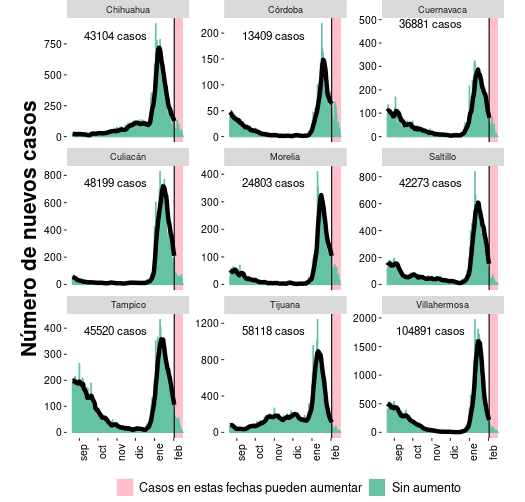 Chihuahua
Córdoba
Cuernavaca
43104 casos
13409 casos
36881 casos
750
500
250
0
200
150
100
50
0
500
400
300
200
100
0
Culiacán
Morelia
Saltillo
48199 casos
24803 casos
42273 casos
800
600
400
200
0
400
300
200
100
0
800
600
400
200
0
Tampico
Tijuana
Villahermosa
45520 casos
58118 casos
104891 casos
400
300
200
100
0
1200
800
400
0
2000
1500
1000
500
0
sep
oct
nov
dic
ene
feb
sep
oct
nov
dic
ene
feb
sep
oct
nov
dic
ene
feb
Número de nuevos casos
Casos en estas fechas pueden aumentar
Sin aumento